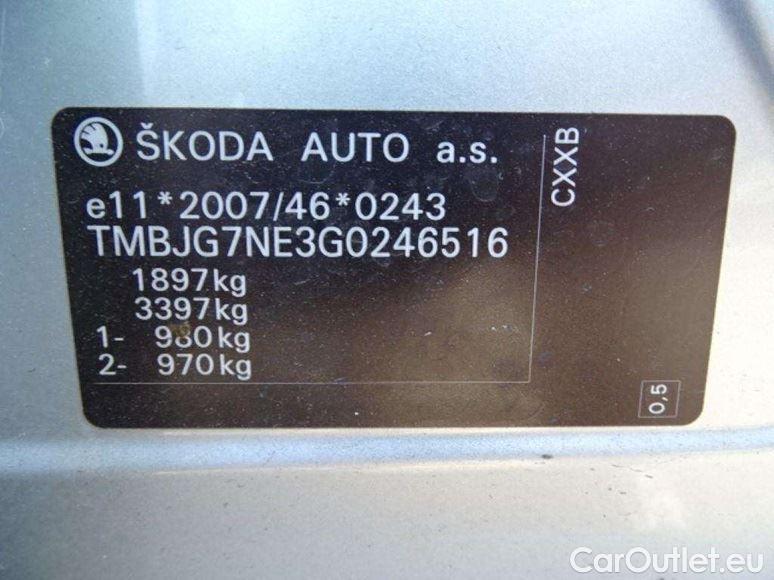 ŠKODA AUTO a.s.
e11*2007/46*0243
TMBJG7NE3G0246516
1897kg
3397kg
1- 980kg
2- 970kg
CXXB
0,5
CarOutlet.eu